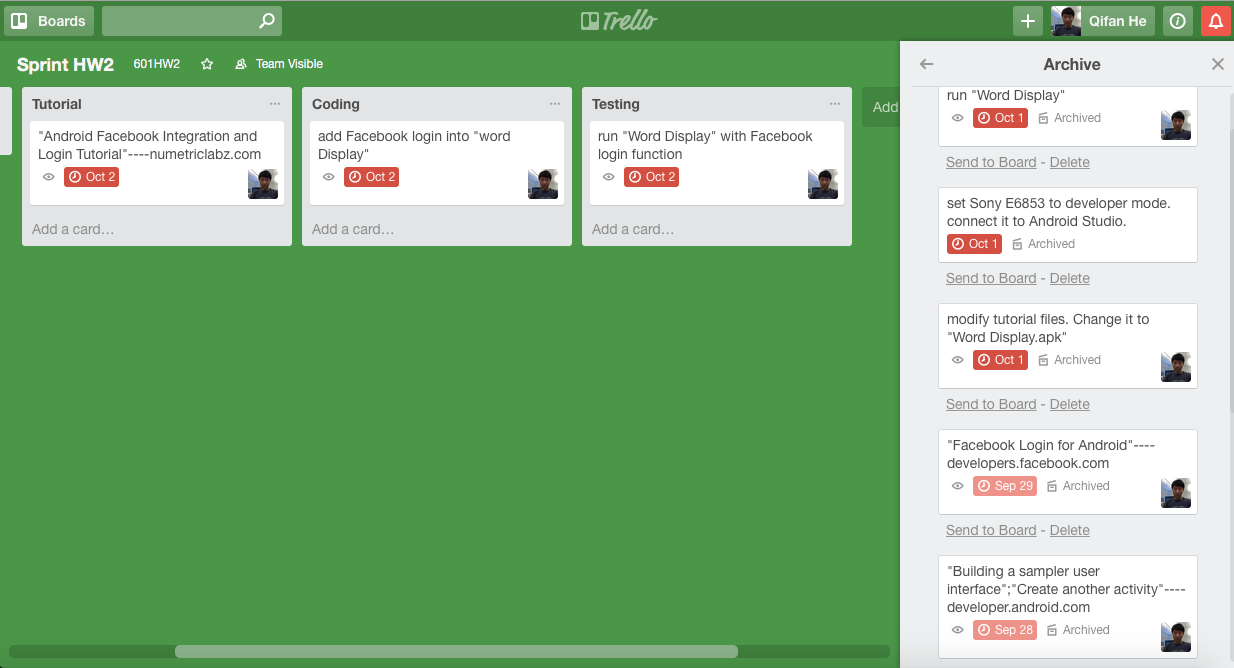 Boards
Trello
Qifan He
Sprint HW2
601HW2
Team Visible
Tutorial
"Android Facebook Integration and
Login Tutorial"----numetriclabz.com
Oct 2
Add a card…
Coding
add Facebook login into "word
Display"
Oct 2
Add a card…
Testing
run "Word Display" with Facebook
login function
Oct 2
Add a card…
Add
Archive
run "Word Display"
Oct 1 Archived
Send to Board - Delete
set Sony E6853 to developer mode.
connect it to Android Studio.
Oct 1 Archived
Send to Board - Delete
modify tutorial files. Change it to
"Word Display.apk"
Oct 1 Archived
Send to Board - Delete
"Facebook Login for Android"----
developers.facebook.com
Sep 29 Archived
Send to Board - Delete
"Building a sampler user
interface";"Create another activity"----
developer.android.com
Sep 28 Archived